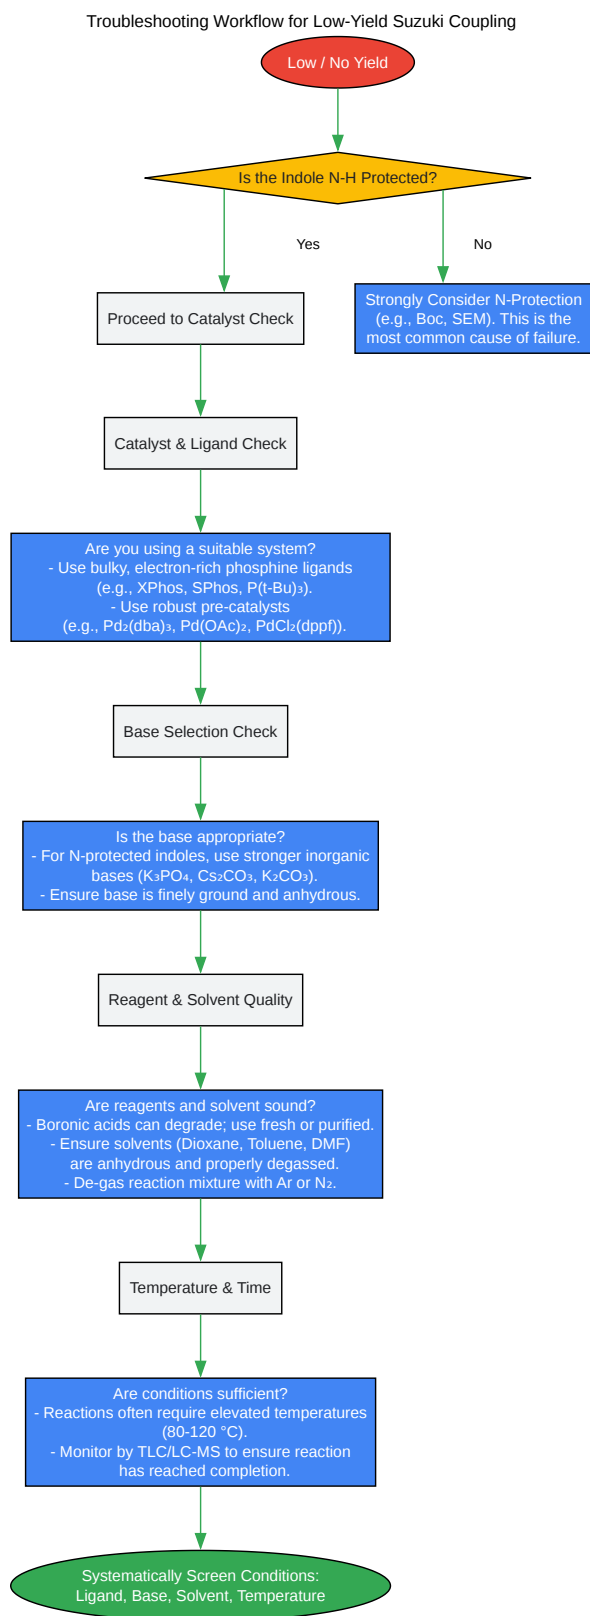 Troubleshooting Workflow for Low-Yield Suzuki Coupling
Low / No Yield
Is the Indole N-H Protected?
Yes
No
Proceed to Catalyst Check
Strongly Consider N-Protection
(e.g., Boc, SEM). This is the
most common cause of failure.
Catalyst & Ligand Check
Are you using a suitable system?
- Use bulky, electron-rich phosphine ligands
(e.g., XPhos, SPhos, P(t-Bu)₃).
- Use robust pre-catalysts
(e.g., Pd₂(dba)₃, Pd(OAc)₂, PdCl₂(dppf)).
Base Selection Check
Is the base appropriate?
- For N-protected indoles, use stronger inorganic
bases (K₃PO₄, Cs₂CO₃, K₂CO₃).
- Ensure base is finely ground and anhydrous.
Reagent & Solvent Quality
Are reagents and solvent sound?
- Boronic acids can degrade; use fresh or purified.
- Ensure solvents (Dioxane, Toluene, DMF)
are anhydrous and properly degassed.
- De-gas reaction mixture with Ar or N₂.
Temperature & Time
Are conditions sufficient?
- Reactions often require elevated temperatures
(80-120 °C).
- Monitor by TLC/LC-MS to ensure reaction
has reached completion.
Systematically Screen Conditions:
Ligand, Base, Solvent, Temperature